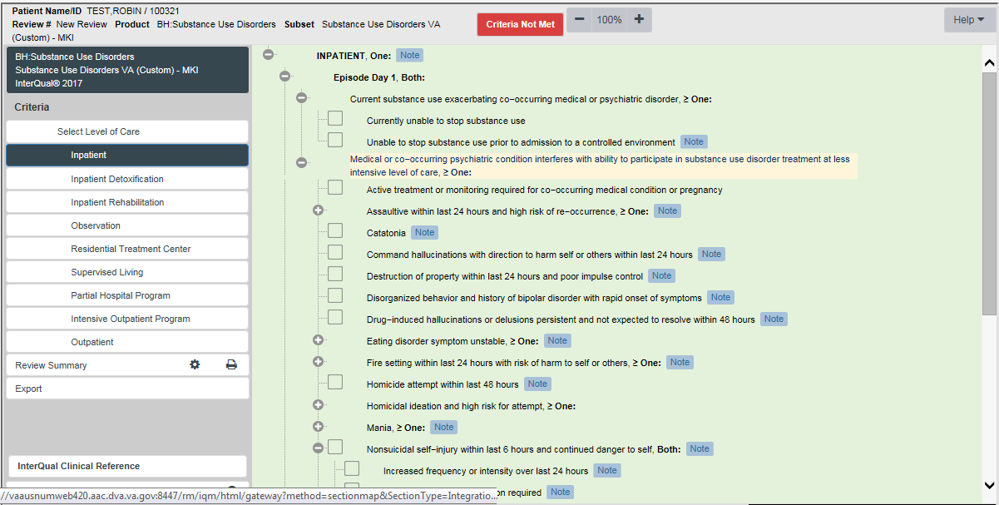 Patient Name/ID TEST,ROBIN / 100321
Review # New Review Product BH:Substance Use Disorders Subset Substance Use Disorders VA
(Custom) - MKI
Criteria Not Met
100%
Help
BH:Substance Use Disorders
Substance Use Disorders VA (Custom) - MKI
InterQual® 2017
Criteria
Select Level of Care
Inpatient
Inpatient Detoxification
Inpatient Rehabilitation
Observation
Residential Treatment Center
Supervised Living
Partial Hospital Program
Intensive Outpatient Program
Outpatient
Review Summary
Export
InterQual Clinical Reference
//vaausnumweb420.aac.dva.va.gov:8447/rm/iqm/html/gateway?method=sectionmap&SectionType=Integratio...
INPATIENT, One: Note
Episode Day 1, Both:
Current substance use exacerbating co-occurring medical or psychiatric disorder, ≥ One:
Currently unable to stop substance use
Unable to stop substance use prior to admission to a controlled environment Note
Medical or co-occurring psychiatric condition interferes with ability to participate in substance use disorder treatment at less
intensive level of care, ≥ One:
Active treatment or monitoring required for co-occurring medical condition or pregnancy
Assaultive within last 24 hours and high risk of re-occurrence, ≥ One: Note
Catatonia Note
Command hallucinations with direction to harm self or others within last 24 hours Note
Destruction of property within last 24 hours and poor impulse control Note
Disorganized behavior and history of bipolar disorder with rapid onset of symptoms Note
Drug-induced hallucinations or delusions persistent and not expected to resolve within 48 hours Note
Eating disorder symptom unstable, ≥ One: Note
Fire setting within last 24 hours with risk of harm to self or others, ≥ One: Note
Homicide attempt within last 48 hours Note
Homicidal ideation and high risk for attempt, ≥ One:
Mania, ≥ One: Note
Nonsuicidal self-injury within last 6 hours and continued danger to self, Both: Note
Increased frequency or intensity over last 24 hours Note
on required Note